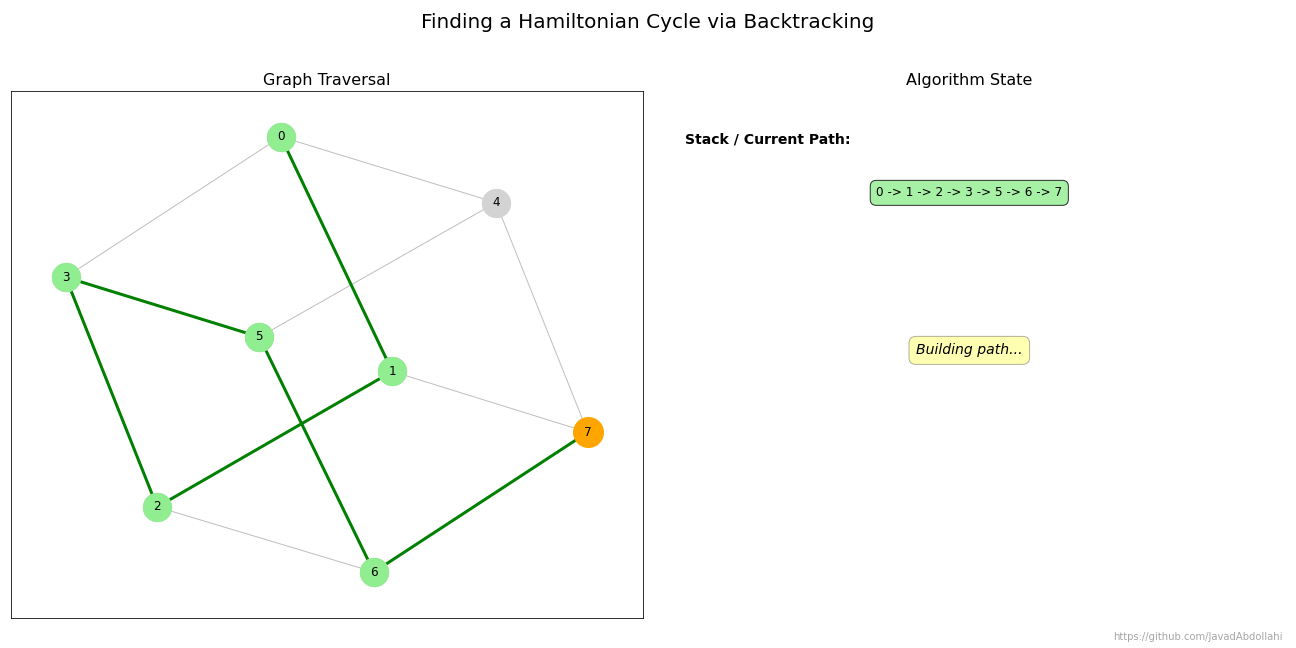 Finding a Hamiltonian Cycle via Backtracking
Graph Traversal
0
4
3
5
1
7
2
6
Algorithm State
Stack / Current Path:
0 -> 1 -> 2 -> 3 -> 5 -> 6 -> 7
Building path...
https://github.com/JavadAbdollahi